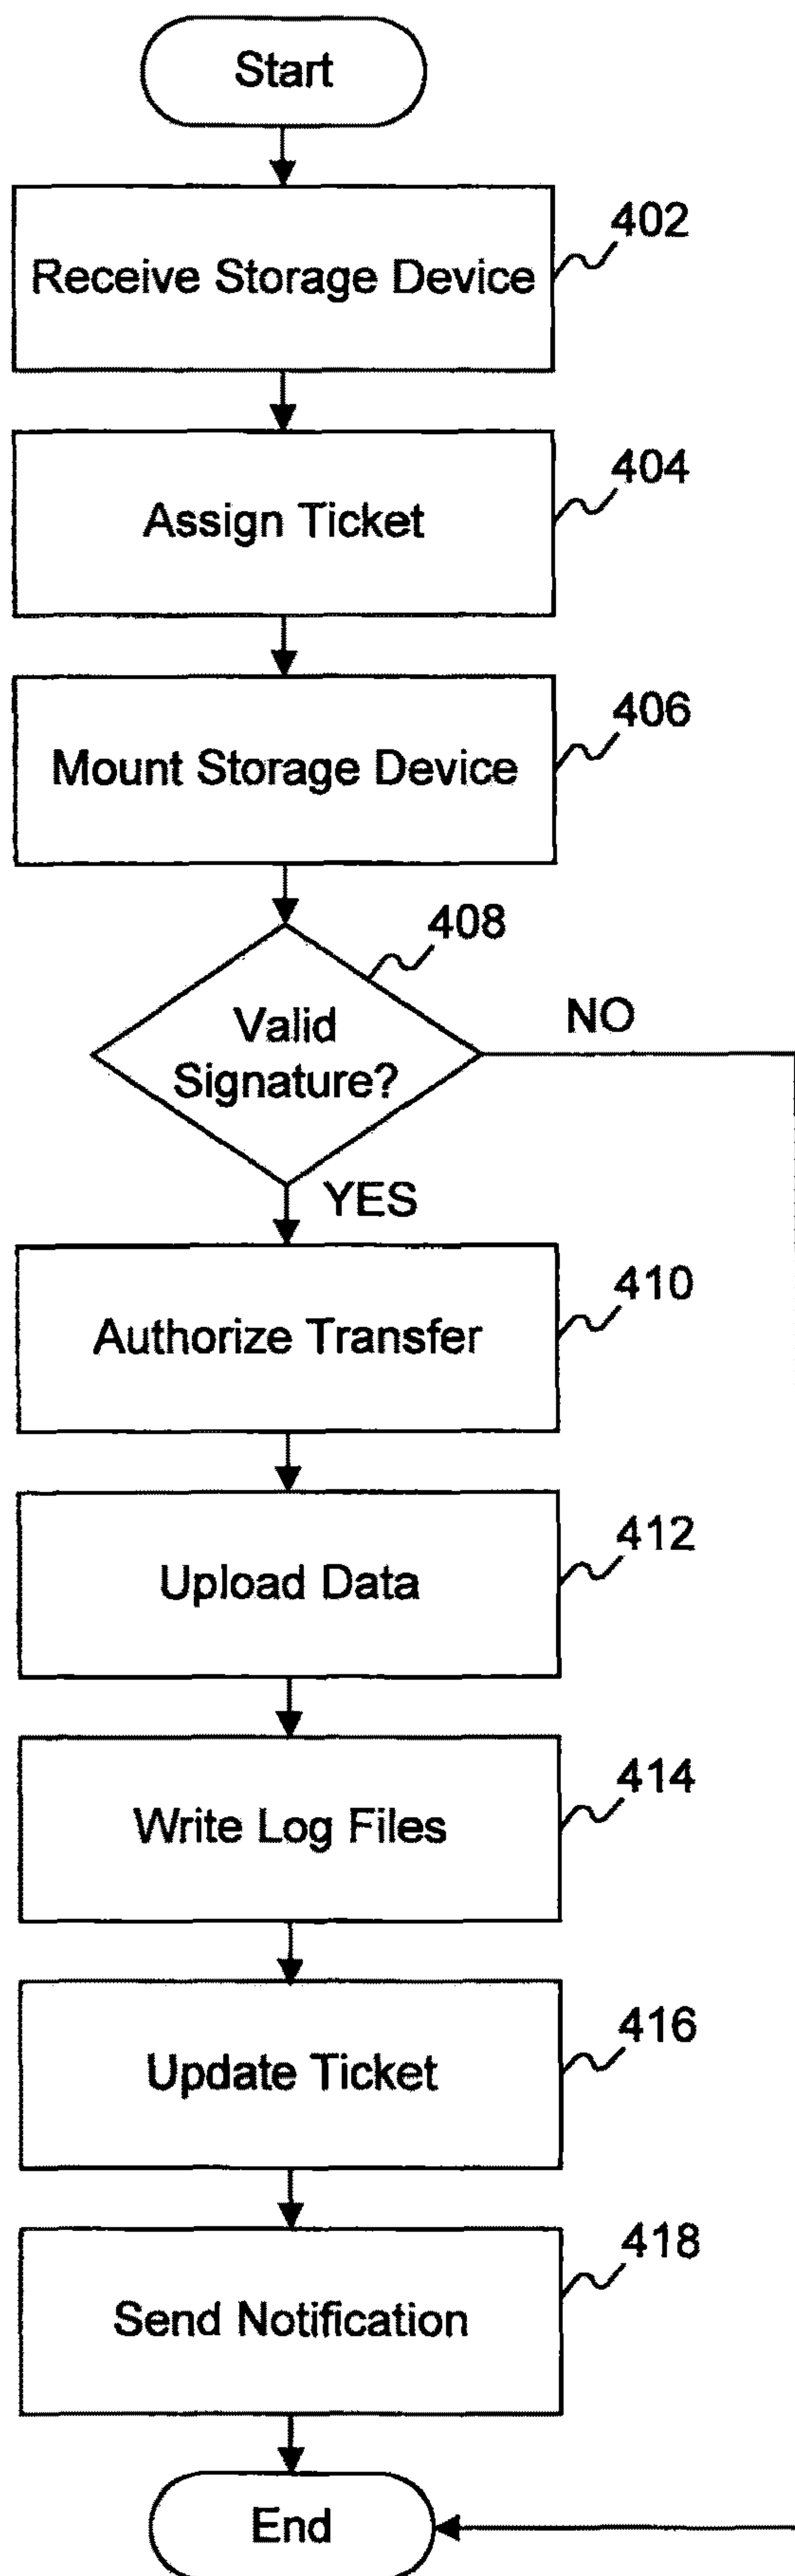 Start
402
Receive Storage Device
404
Assign Ticket
406
Mount Storage Device
408
Valid
Signature?
NO
YES
410
Authorize Transfer
412
Upload Data
414
Write Log Files
416
Update Ticket
418
Send Notification
End